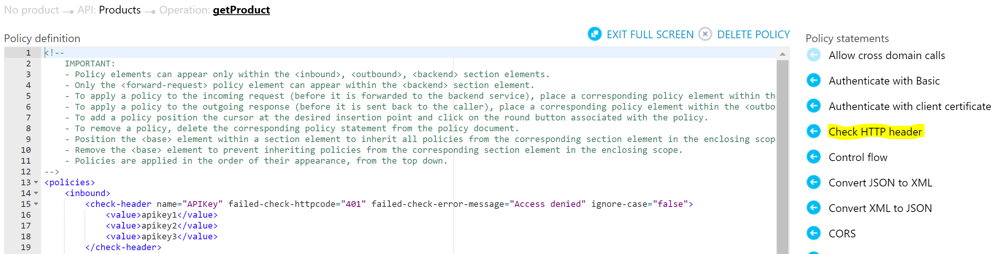 No product API: Products Operation: getProduct
EXIT FULL SCREEN DELETE POLICY
Policy definition
1 <!--
2     IMPORTANT:
3     - Policy elements can appear only within the <inbound>, <outbound>, <backend> section elements.
4     - Only the <forward-request> policy element can appear within the <backend> section element.
5     - To apply a policy to the incoming request (before it is forwarded to the backend service), place a corresponding policy element within
6     - To apply a policy to the outgoing response (before it is sent back to the caller), place a corresponding policy element within the
7     - To add a policy position the cursor at the desired insertion point and click on the round button associated with the policy.
8     - To remove a policy, delete the corresponding policy statement from the policy document.
9     - Position the <base> element within a section element to inherit all policies from the corresponding section element in the enclosing
10     - Remove the <base> element to prevent inheriting policies from the corresponding section element in the enclosing scope.
11     - Policies are applied in the order of their appearance, from the top down.
12 -->
13 <policies>
14     <inbound>
15         <check-header name="APIKey" failed-check-httpcode="401" failed-check-error-message="Access denied" ignore-case="false">
16             <value>apikey1</value>
17             <value>apikey2</value>
18             <value>apikey3</value>
19         </check-header>
Policy statements
Allow cross domain calls
Authenticate with Basic
Authenticate with client certificate
Check HTTP header
Control flow
Convert JSON to XML
Convert XML to JSON
CORS